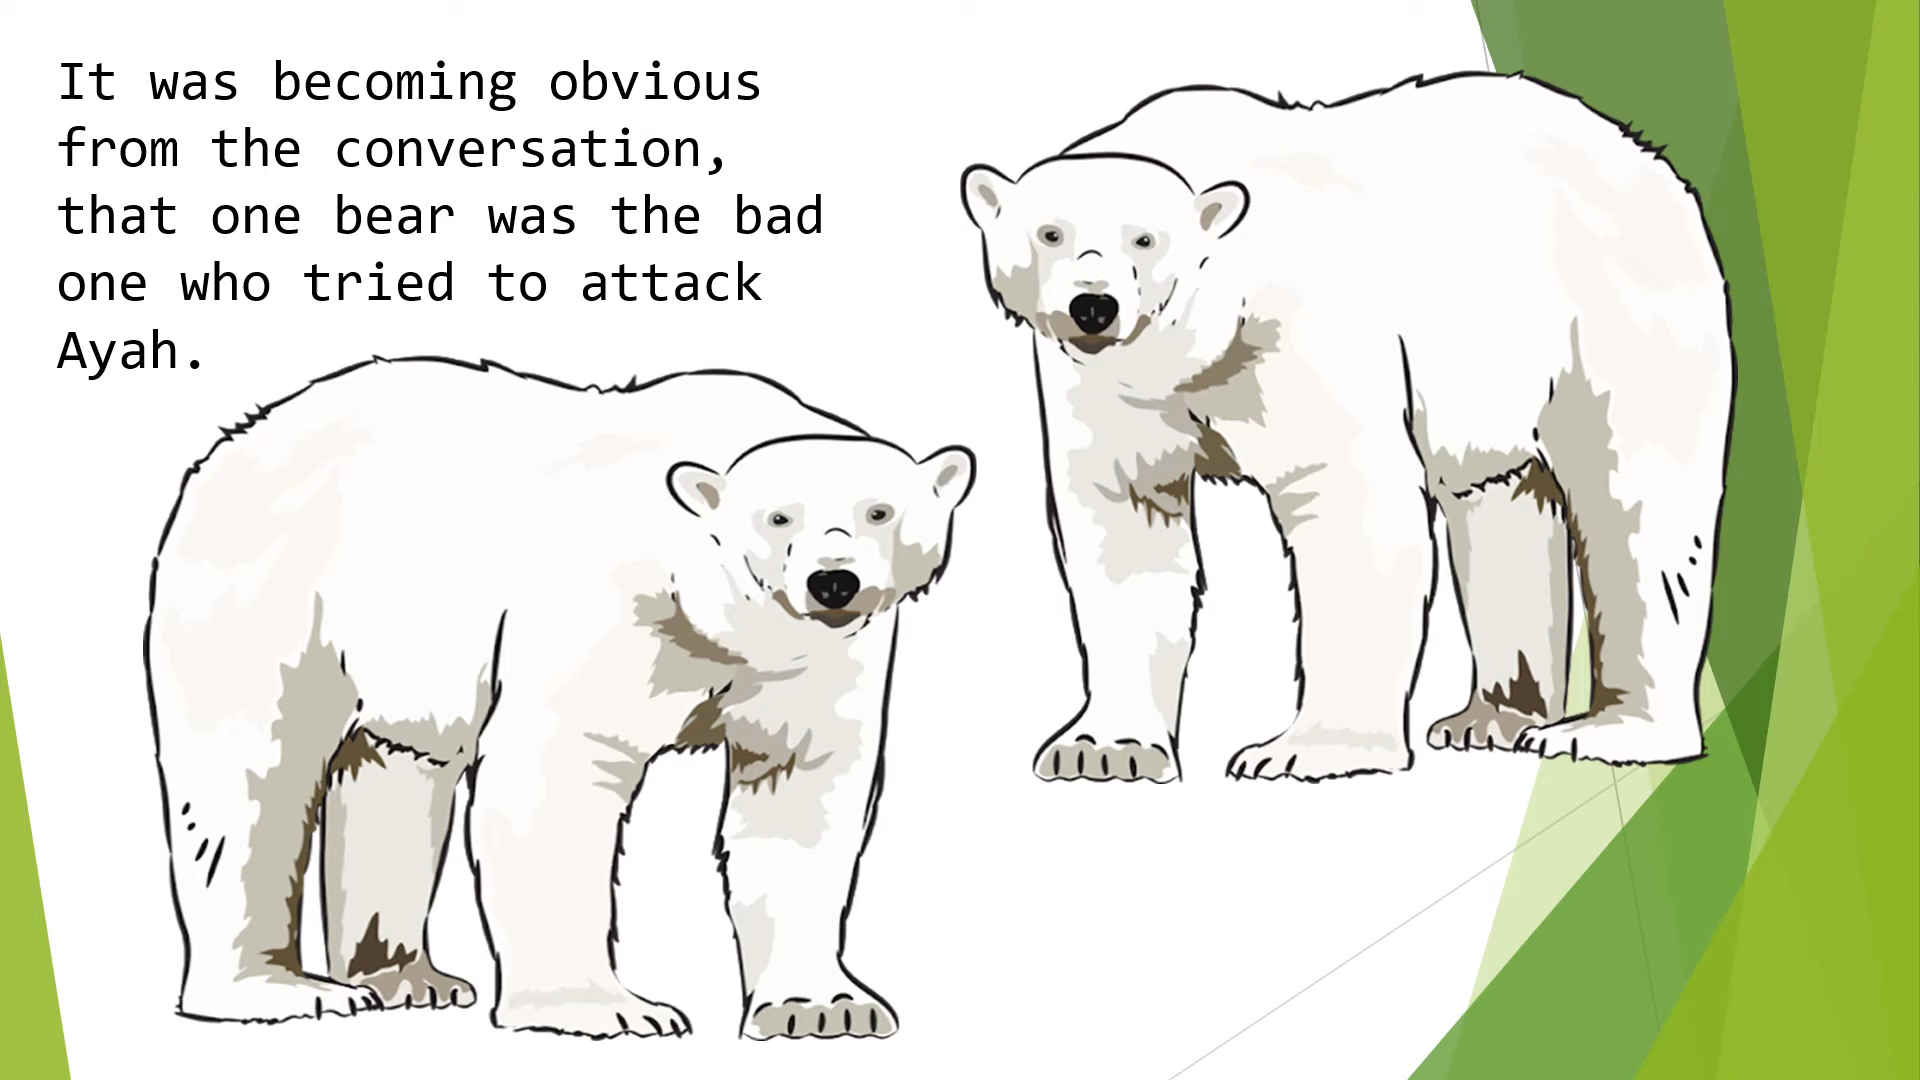 It was becoming obvious
from the conversation,
that one bear was the bad
one who tried to attack
Ayah.